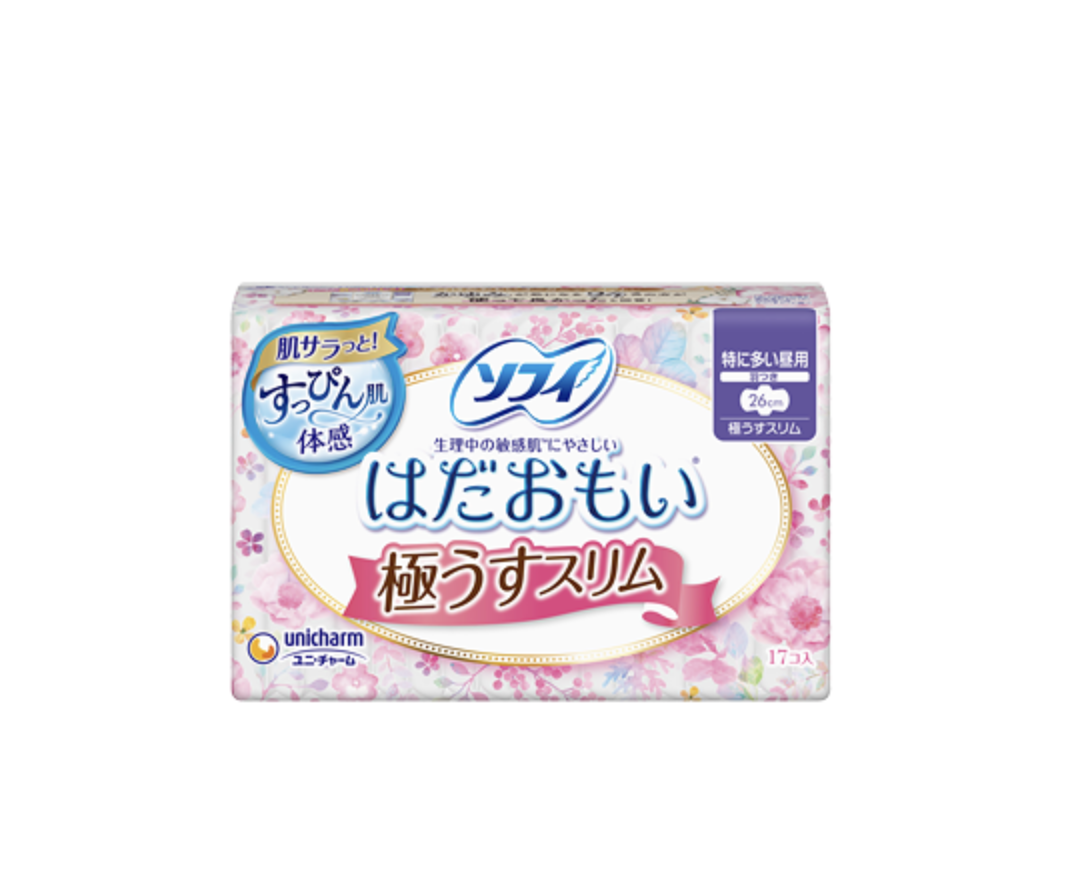 肌サラっと!
すっぴん肌
体感
ソフィ
生理中の敏感肌にやさしい
はだおもい
極うすスリム
特に多い昼用
羽つき
26cm
極うすスリム
unicharm
ユニ・チャーム
17コ入